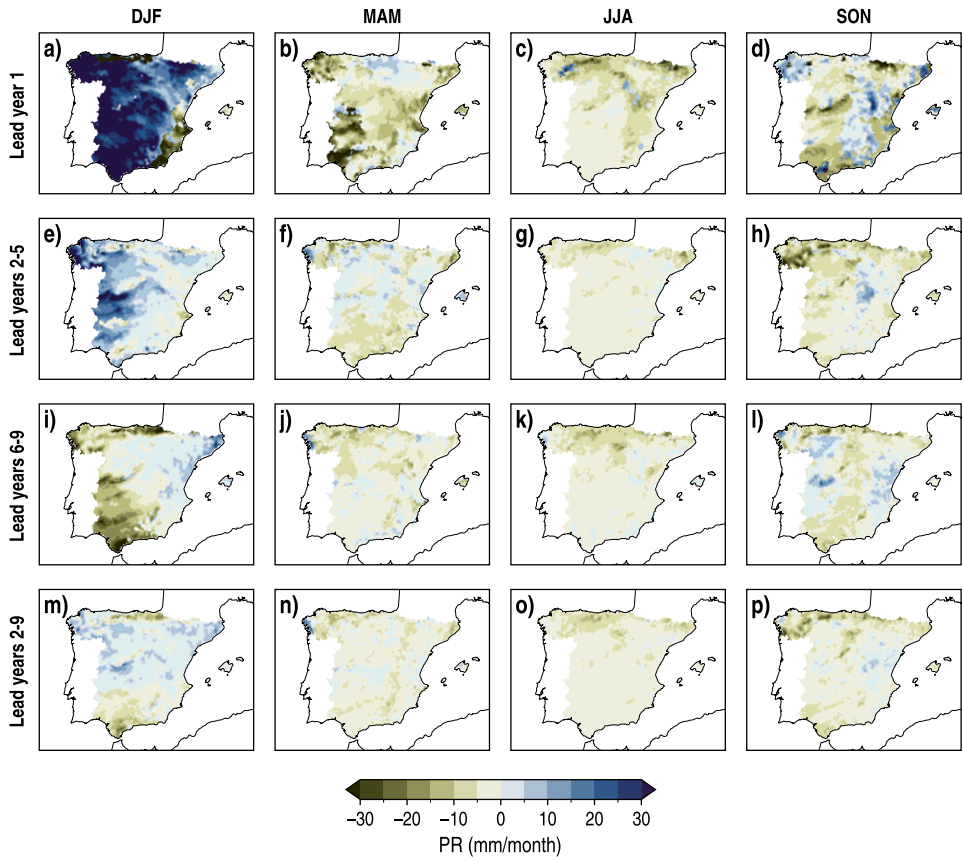 DJF MAM JJA SON
Lead year 1
a) b) c) d)
Lead years 2-5
e) f) g) h)
Lead years 6-9
i) j) k) l)
Lead years 2-9
m) n) o) p)
−30 −20 −10 0 10 20 30
PR (mm/month)